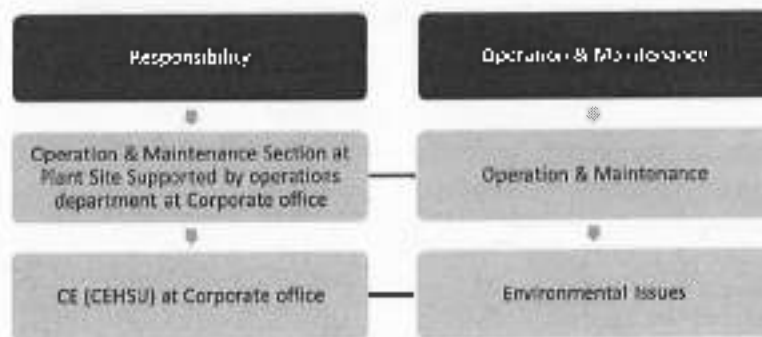 Responsibility
Operation & Maintenance
Operation & Maintenance Section at
Plant Site Supported by operations
department at Corporate office
Operation & Maintenance
CE (CEHSU) at Corporate office
Environmental Issues